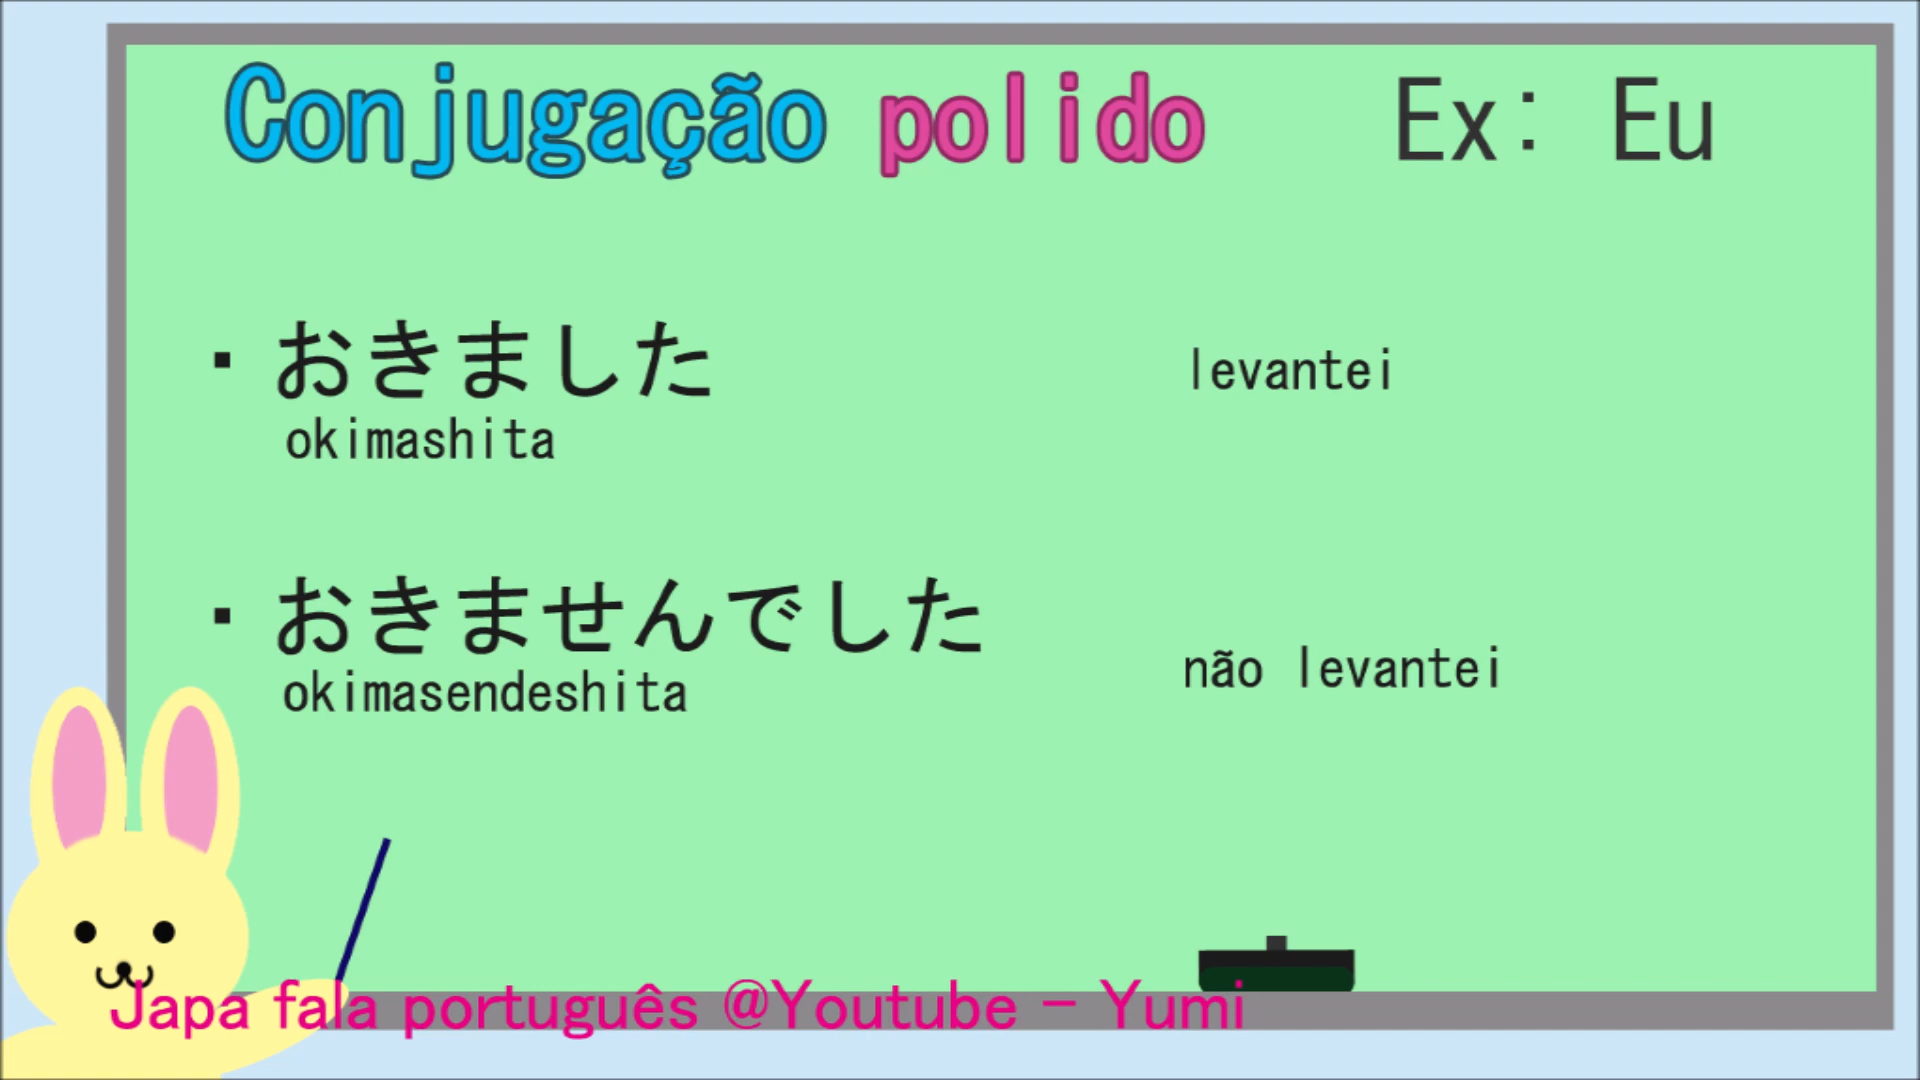 Conjugação polido Ex: Eu
・おきました levantei
okimashita
・おきませんでした
okimasendeshita não levantei
Japa fala português @Youtube - Yumi